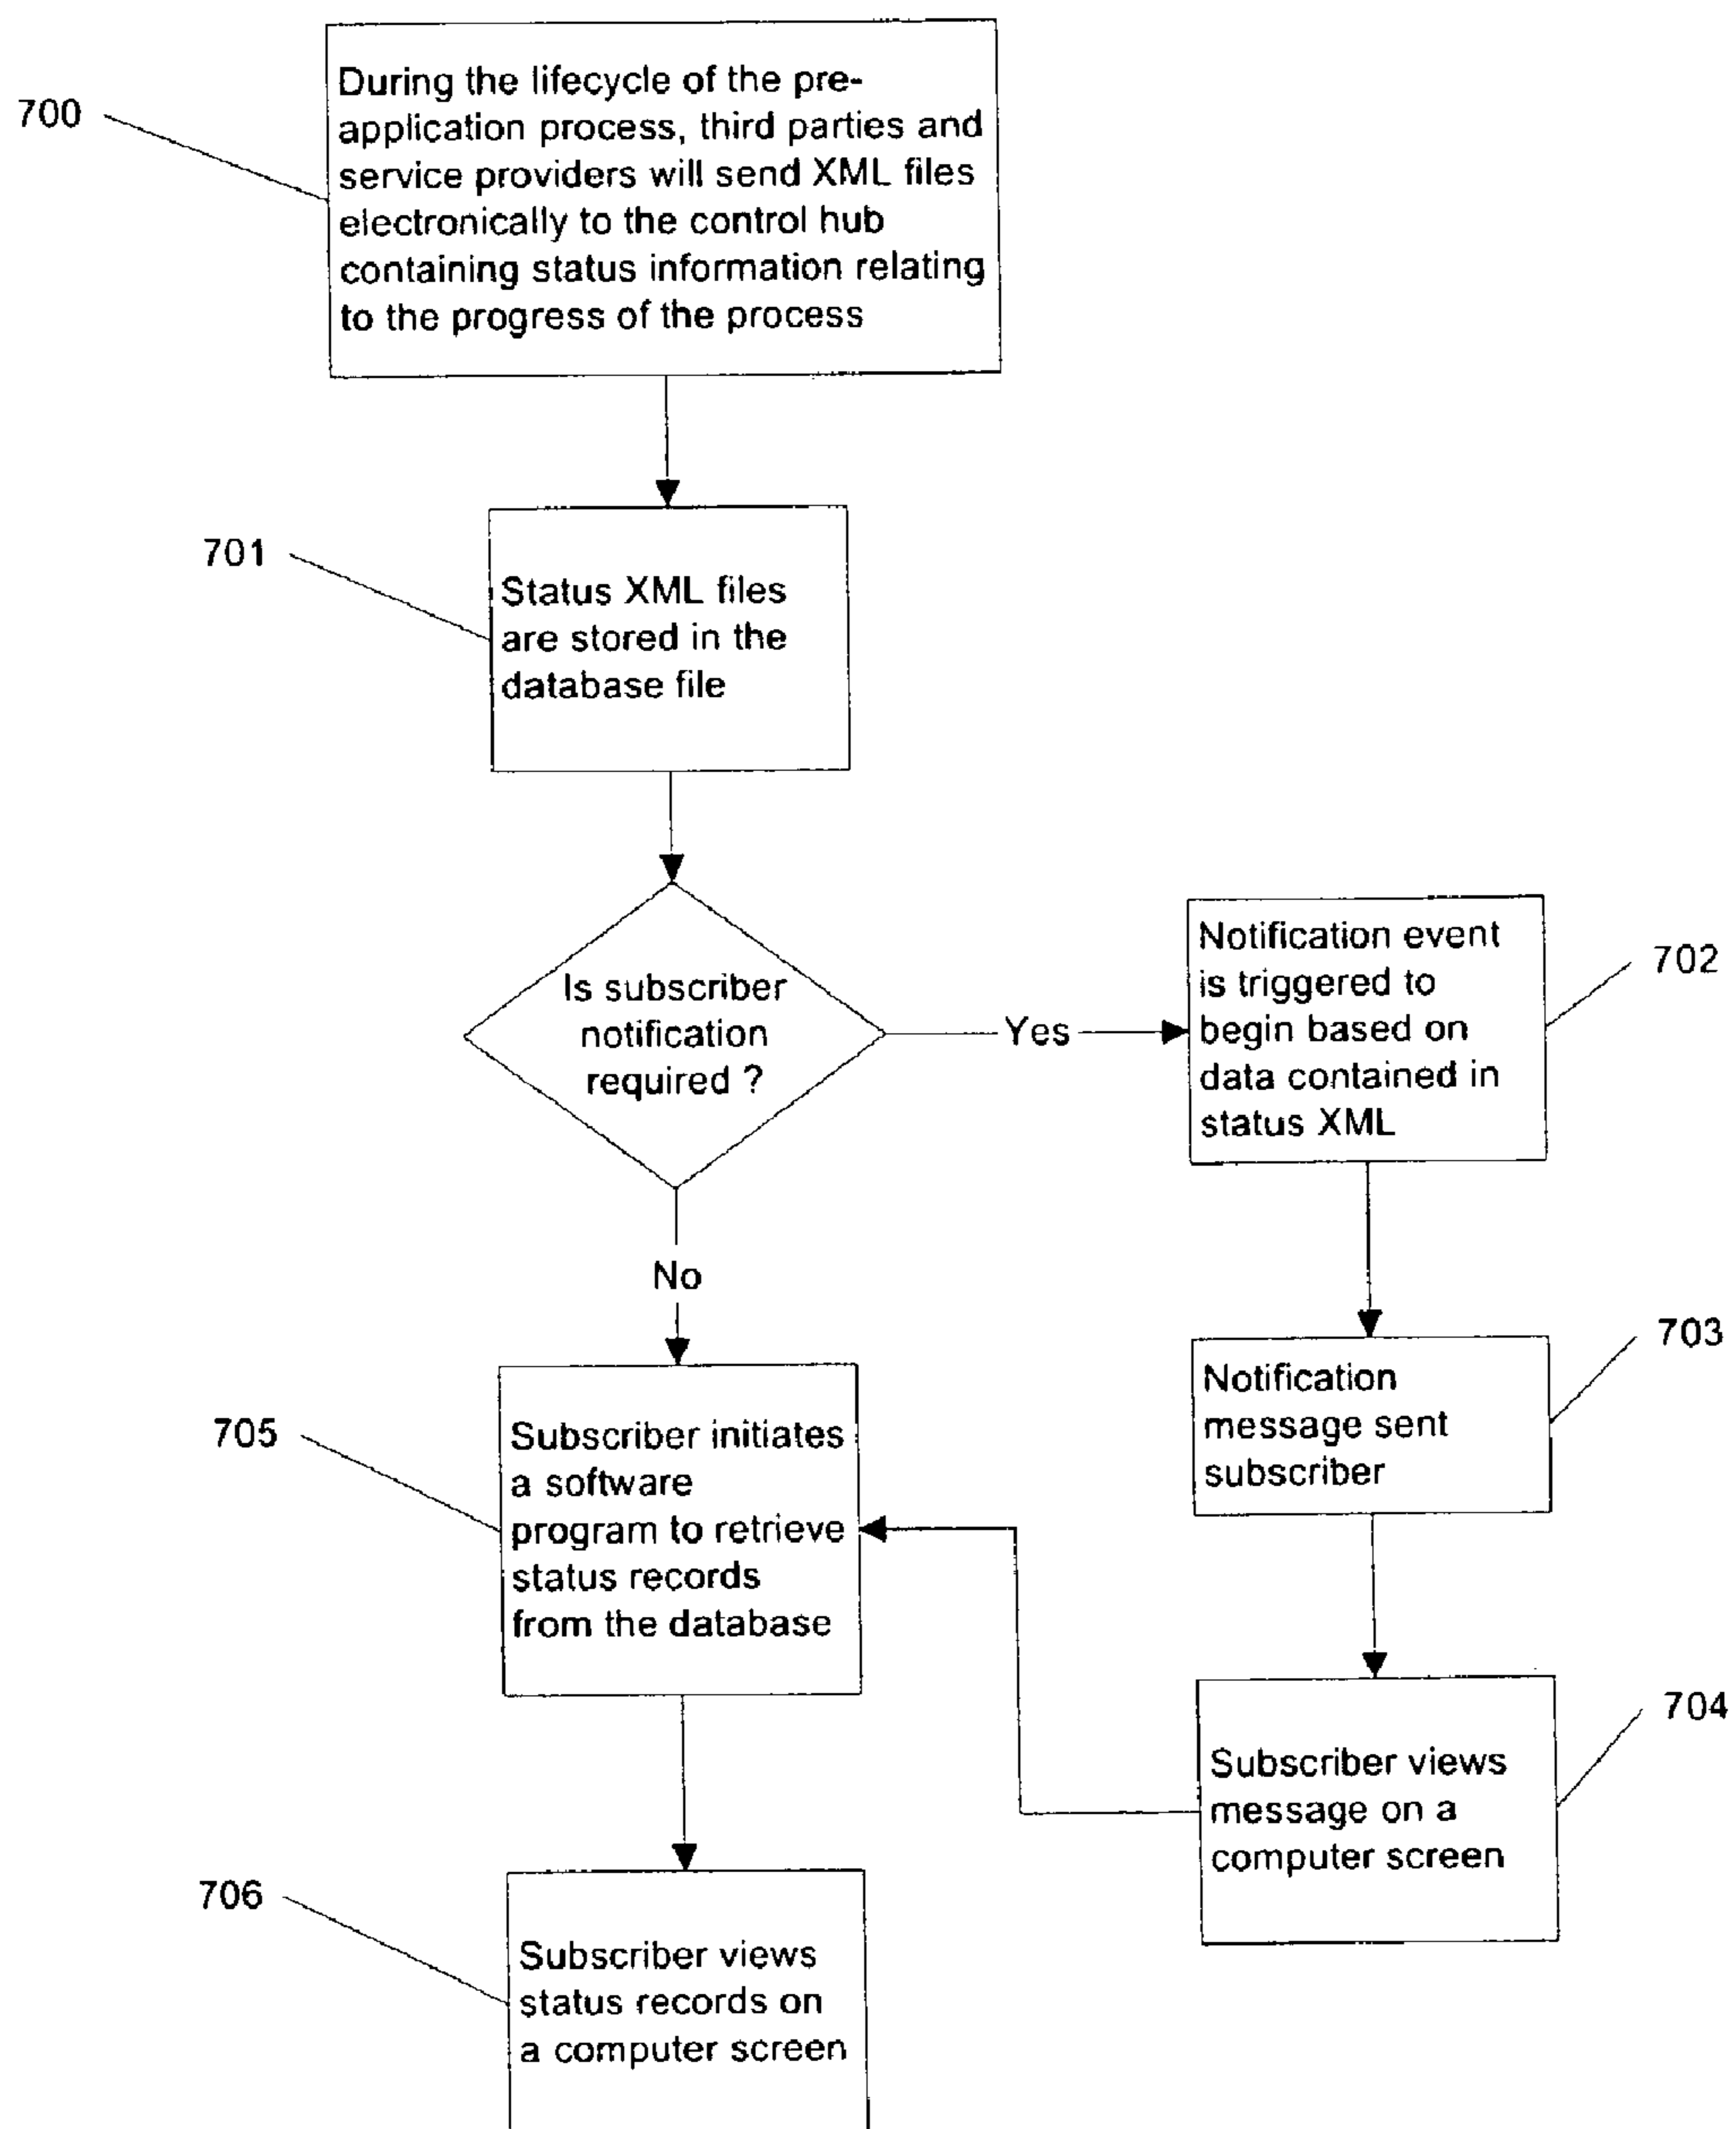 700
During the lifecycle of the pre-
application process, third parties and
service providers will send XML files
electronically to the control hub
containing status information relating
to the progress of the process
701
Status XML files
are stored in the
database file
Is subscriber
notification
required ?
Yes
No
Notification event
is triggered to
begin based on
data contained in
status XML
702
Notification
message sent
subscriber
703
Subscriber views
message on a
computer screen
704
705
Subscriber initiates
a software
program to retrieve
status records
from the database
706
Subscriber views
status records on
a computer screen